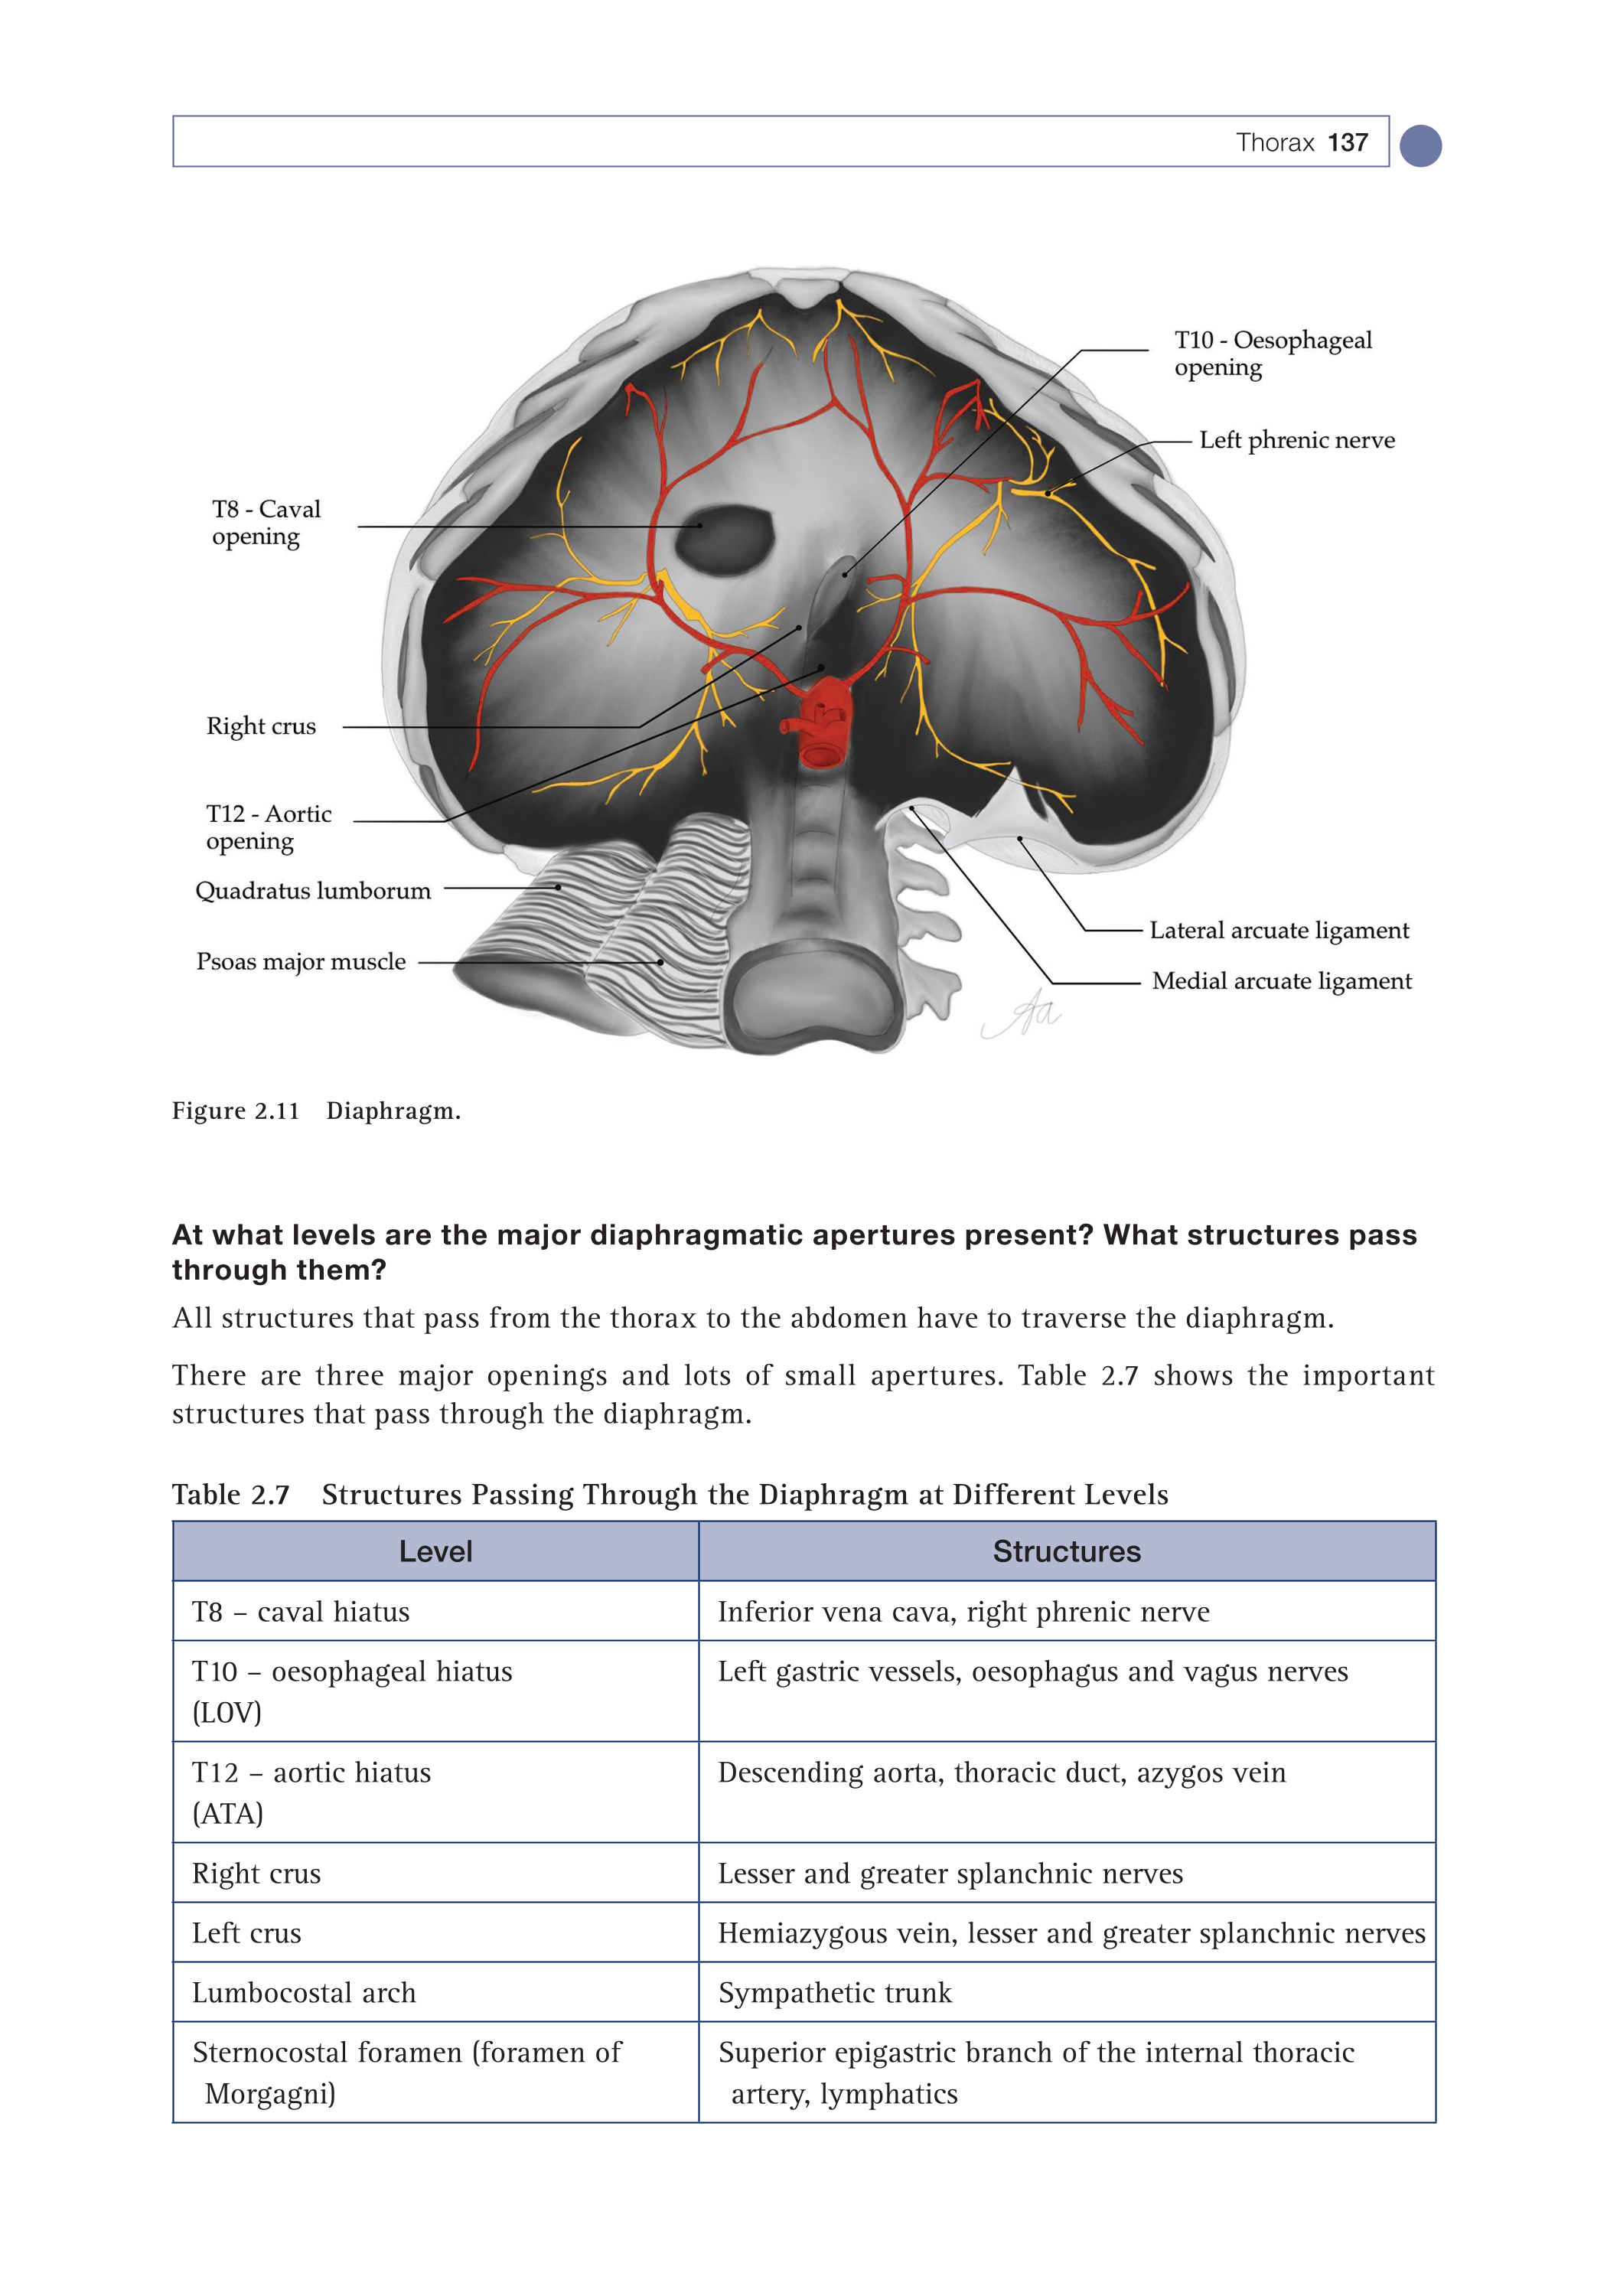 Thorax 137
T10 - Oesophageal
opening
Left phrenic nerve
T8 - Caval
opening
Right crus
T12 - Aortic
opening
Quadratus lumborum
Psoas major muscle
Lateral arcuate ligament
Medial arcuate ligament
Figure 2.11 Diaphragm.
At what levels are the major diaphragmatic apertures present? What structures pass
through them?
All structures that pass from the thorax to the abdomen have to traverse the diaphragm.
There are three major openings and lots of small apertures. Table 2.7 shows the important
structures that pass through the diaphragm.
Table 2.7 Structures Passing Through the Diaphragm at Different Levels
Level Structures
T8 – caval hiatus Inferior vena cava, right phrenic nerve
T10 – oesophageal hiatus Left gastric vessels, oesophagus and vagus nerves
(LOV)
T12 – aortic hiatus Descending aorta, thoracic duct, azygos vein
(ATA)
Right crus Lesser and greater splanchnic nerves
Left crus Hemiazygous vein, lesser and greater splanchnic nerves
Lumbocostal arch Sympathetic trunk
Sternocostal foramen (foramen of Superior epigastric branch of the internal thoracic
Morgagni) artery, lymphatics